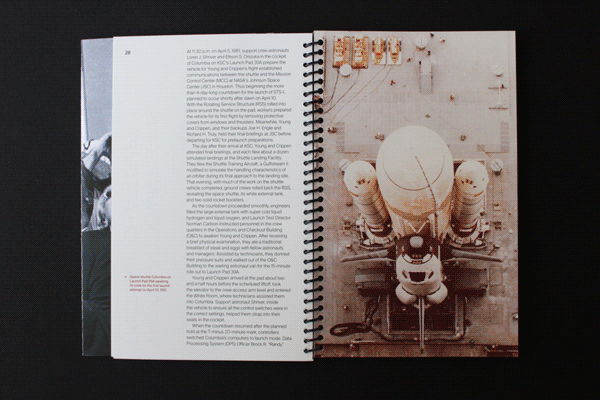 28
At 11:30 p.m. on April 5, 1981, support crew astronauts
Loren J. Shriver and Ellison S. Onizuka in the cockpit
of Columbia on KSC's Launch Pad 39A prepare the
vehicle for Young and Crippen's flight established
communications between the shuttle and the Mission
Control Center (MCC) at NASA's Johnson Space
Center (JSC) in Houston. Thus beginning the more
than 4-day-long countdown for the launch of STS-1,
planned to occur shortly after dawn on April 10.
With the Rotating Service Structure (RSS) rolled into
place around the shuttle on the pad, workers prepared
the vehicle for its first flight by removing protective
covers from windows and thrusters. Meanwhile, Young
and Crippen, and their backups Joe H. Engle and
Richard H. Truly, held their final briefings at JSC before
departing for KSC for prelaunch preparations.
The day after their arrival at KSC, Young and Crippen
attended final briefings, and each flew about a dozen
simulated landings at the Shuttle Landing Facility.
They flew the Shuttle Training Aircraft, a Gulfstream II
modified to simulate the handling characteristics of
an orbiter during its final approach to the landing site.
That evening, with much of the work on the shuttle
vehicle completed, ground crews rolled back the RSS,
revealing the space shuttle, its white external tank,
and two solid rocket boosters.
As the countdown proceeded smoothly, engineers
filled the large external tank with super cold liquid
hydrogen and liquid oxygen, and Launch Test Director
Norman Carlson instructed personnel in the crew
quarters in the Operations and Checkout Building
(O&C) to awaken Young and Crippen. After receiving
a brief physical examination, they ate a traditional
breakfast of steak and eggs with fellow astronauts
and managers. Assisted by technicians, they donned
their pressure suits and walked out of the O&C
Building to the waiting astronaut van for the 15-minute
ride out to Launch Pad 39A.
Young and Crippen arrived at the pad about two
and a half hours before the scheduled liftoff, took
the elevator to the crew access arm level and entered
the White Room, where technicians assisted them
into Columbia. Support astronaut Shriver, inside
the vehicle to ensure all the control switches were in
the correct settings, helped them strap into their
seats in the cockpit.
When the countdown resumed after the planned
hold at the T-minus 20-minute mark, controllers
switched Columbia's computers to launch mode. Data
Processing System (DPS) Officer Brock R. "Randy"
Space shuttle Columbia on
Launch Pad 39A awaiting
its crew for the first launch
attempt on April 10, 1981.